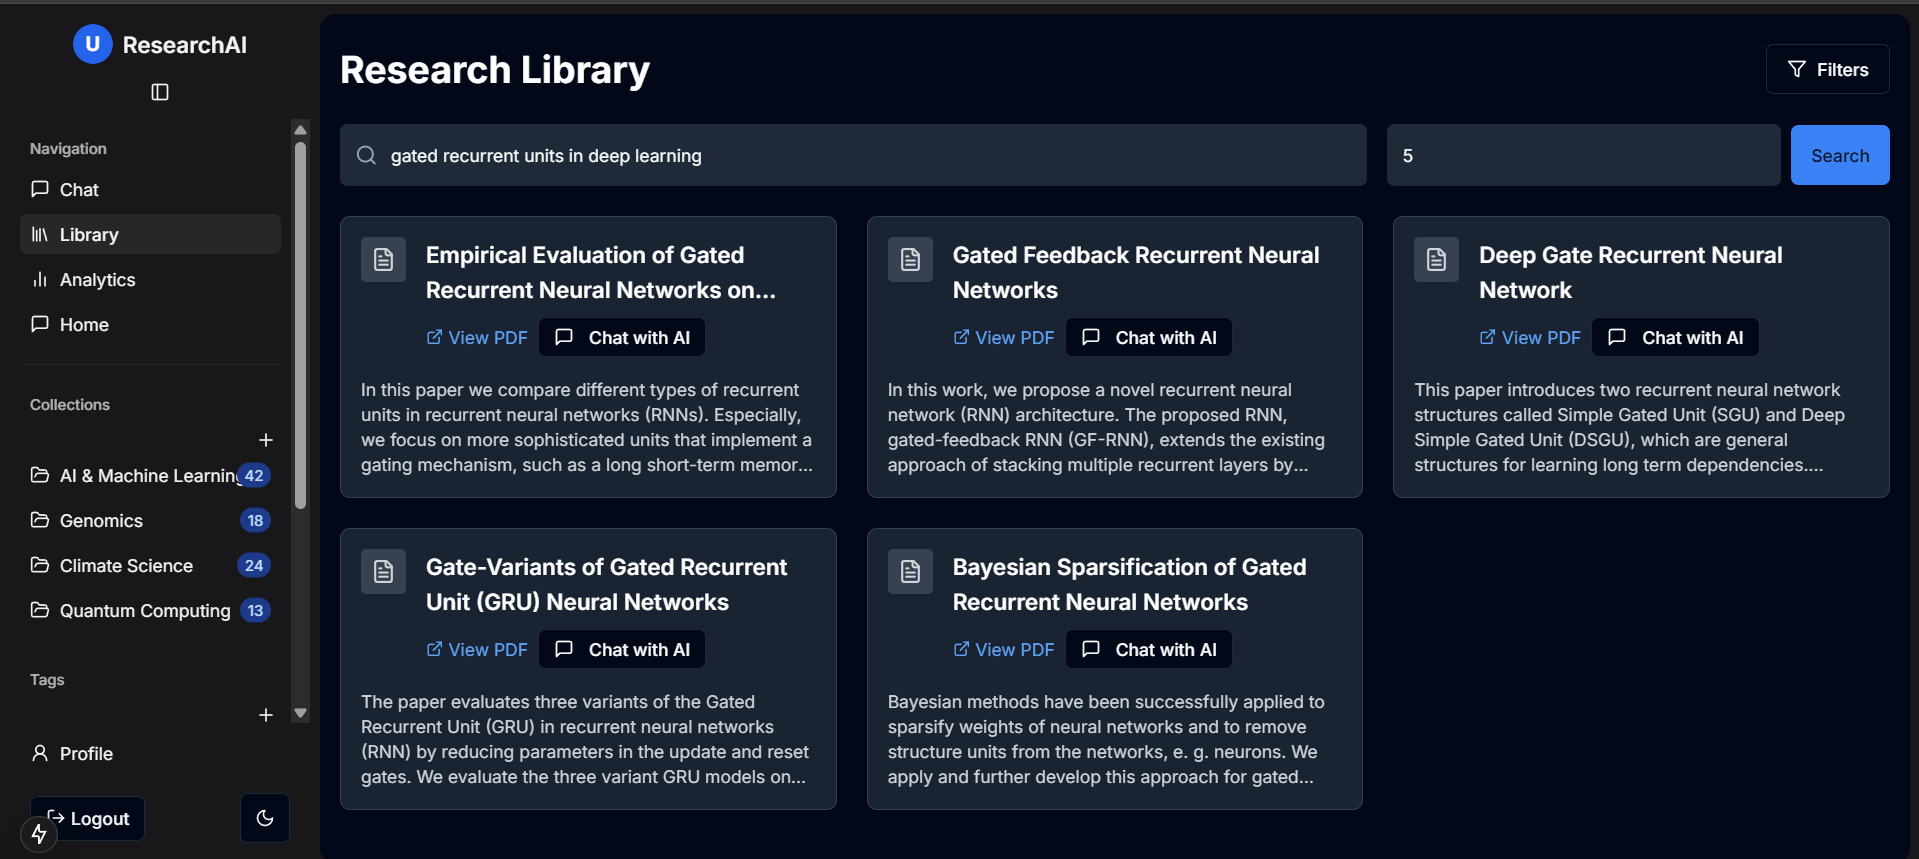 U ResearchAI
Navigation
Chat
Library
Analytics
Home
Collections
AI & Machine Learning 42
Genomics 18
Climate Science 24
Quantum Computing 13
Tags
Profile
Logout
Research Library
Filters
gated recurrent units in deep learning
5
Search
Empirical Evaluation of Gated
Recurrent Neural Networks on...
View PDF Chat with AI
In this paper we compare different types of recurrent
units in recurrent neural networks (RNNs). Especially,
we focus on more sophisticated units that implement a
gating mechanism, such as a long short-term memor...
Gated Feedback Recurrent Neural
Networks
View PDF Chat with AI
In this work, we propose a novel recurrent neural
network (RNN) architecture. The proposed RNN,
gated-feedback RNN (GF-RNN), extends the existing
approach of stacking multiple recurrent layers by...
Deep Gate Recurrent Neural
Network
View PDF Chat with AI
This paper introduces two recurrent neural network
structures called Simple Gated Unit (SGU) and Deep
Simple Gated Unit (DSGU), which are general
structures for learning long term dependencies....
Gate-Variants of Gated Recurrent
Unit (GRU) Neural Networks
View PDF Chat with AI
The paper evaluates three variants of the Gated
Recurrent Unit (GRU) in recurrent neural networks
(RNN) by reducing parameters in the update and reset
gates. We evaluate the three variant GRU models on...
Bayesian Sparsification of Gated
Recurrent Neural Networks
View PDF Chat with AI
Bayesian methods have been successfully applied to
sparsify weights of neural networks and to remove
structure units from the networks, e. g. neurons. We
apply and further develop this approach for gated...